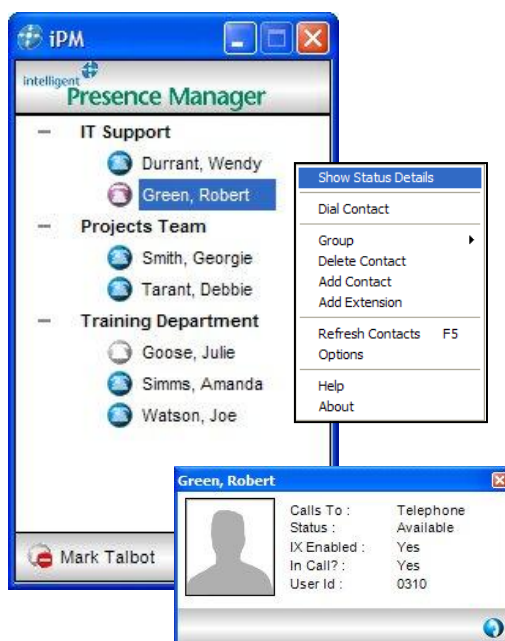 iPM
intelligent
Presence Manager
IT Support
Durrant, Wendy
Green, Robert
Projects Team
Smith, Georgie
Tarant, Debbie
Training Department
Goose, Julie
Simms, Amanda
Watson, Joe
Mark Talbot
Show Status Details
Dial Contact
Group
Delete Contact
Add Contact
Add Extension
Refresh Contacts F5
Options
Help
About
Green, Robert
Calls To : Telephone
Status : Available
IX Enabled : Yes
In Call? : Yes
User Id : 0310